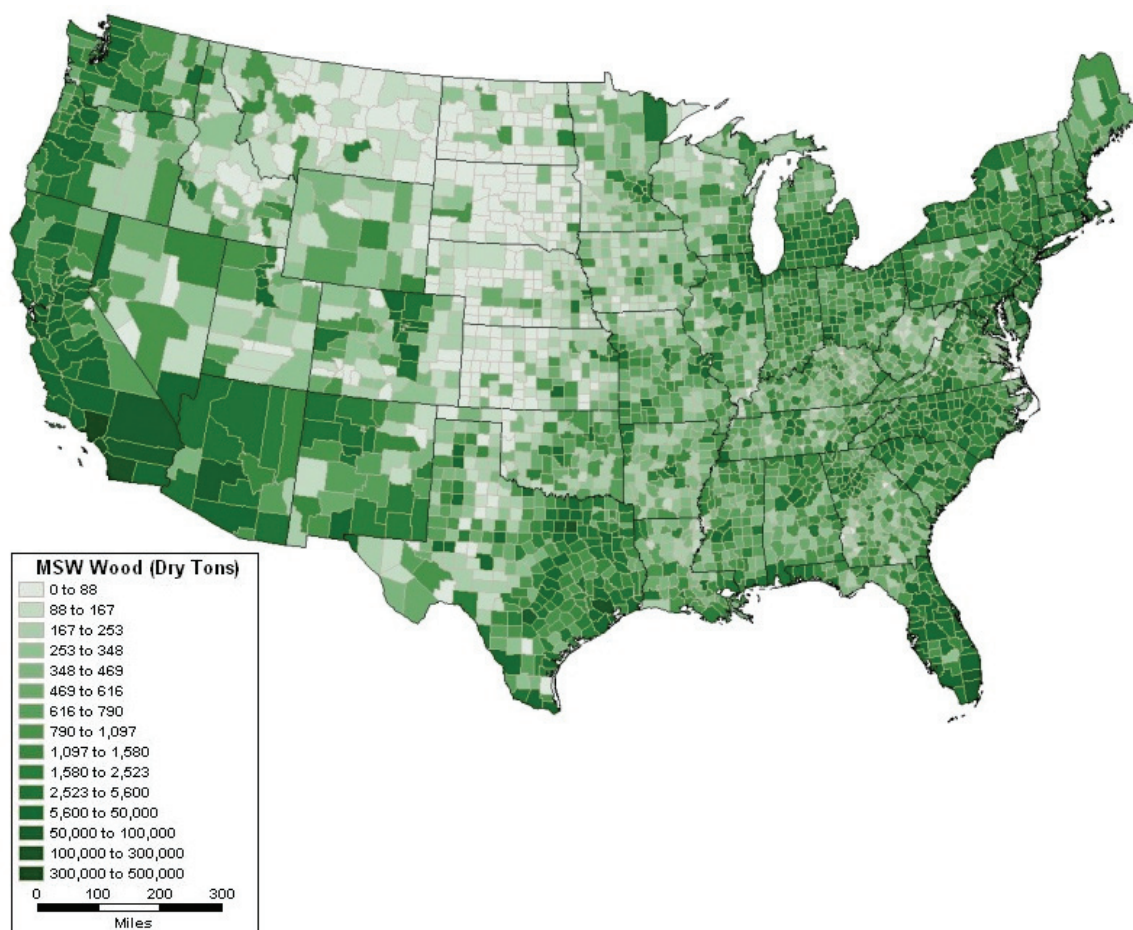 MSW Wood (Dry Tons)
0 to 88
88 to 167
167 to 253
253 to 348
348 to 469
469 to 616
616 to 790
790 to 1,097
1,097 to 1,580
1,580 to 2,523
2,523 to 5,600
5,600 to 50,000
50,000 to 100,000
100,000 to 300,000
300,000 to 500,000
0 100 200 300
Miles